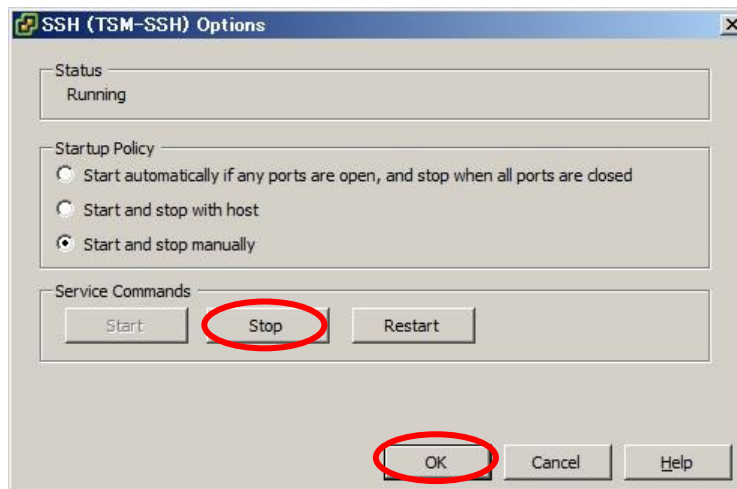 SSH (TSM-SSH) Options
Status
Running
Startup Policy
Start automatically if any ports are open, and stop when all ports are closed
Start and stop with host
Start and stop manually
Service Commands
Start Stop Restart
OK Cancel Help